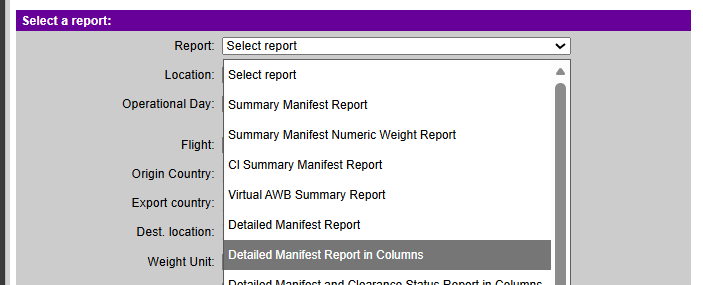 Select a report:
Report: Select report
Location: Select report
Operational Day: Summary Manifest Report
Summary Manifest Numeric Weight Report
Flight:
CI Summary Manifest Report
Origin Country:
Virtual AWB Summary Report
Export country:
Detailed Manifest Report
Dest. location:
Detailed Manifest Report in Columns
Weight Unit:
Detailed Manifest and Clearance Status Report in Columns